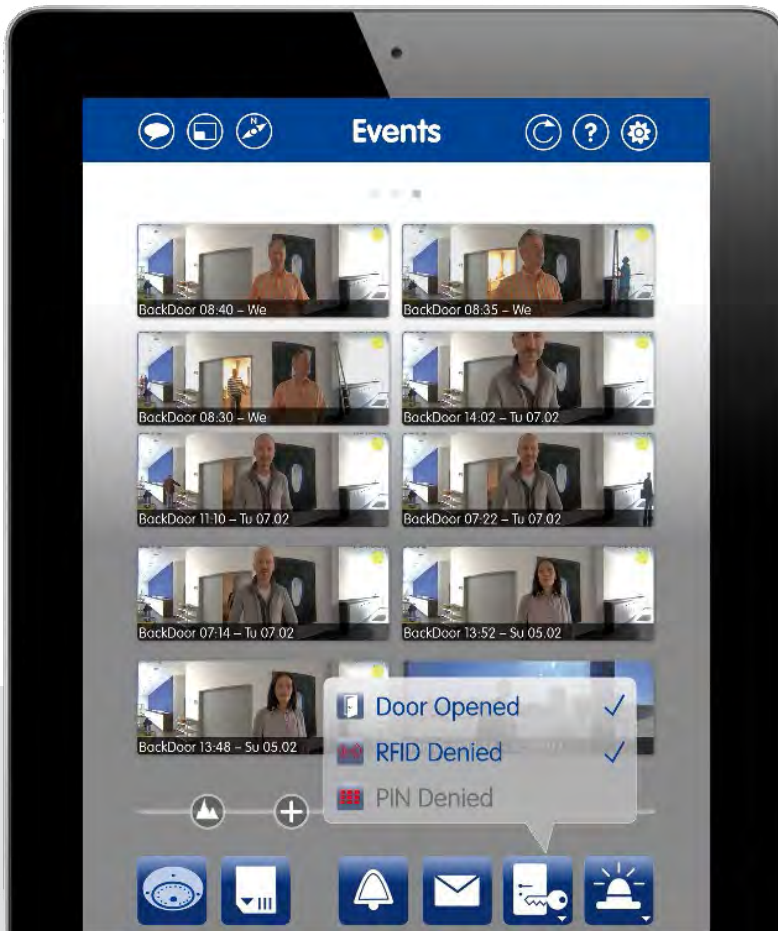 N
Events
?
BackDoor 08:40 – We
BackDoor 08:35 – We
BackDoor 08:30 – We
BackDoor 14:02 – Tu 07.02
BackDoor 11:10 – Tu 07.02
BackDoor 07:22 – Tu 07.02
BackDoor 07:14 – Tu 07.02
BackDoor 13:52 – Su 05.02
BackDoor 13:48 – Su 05.02
Door Opened
RFID Denied
PIN Denied